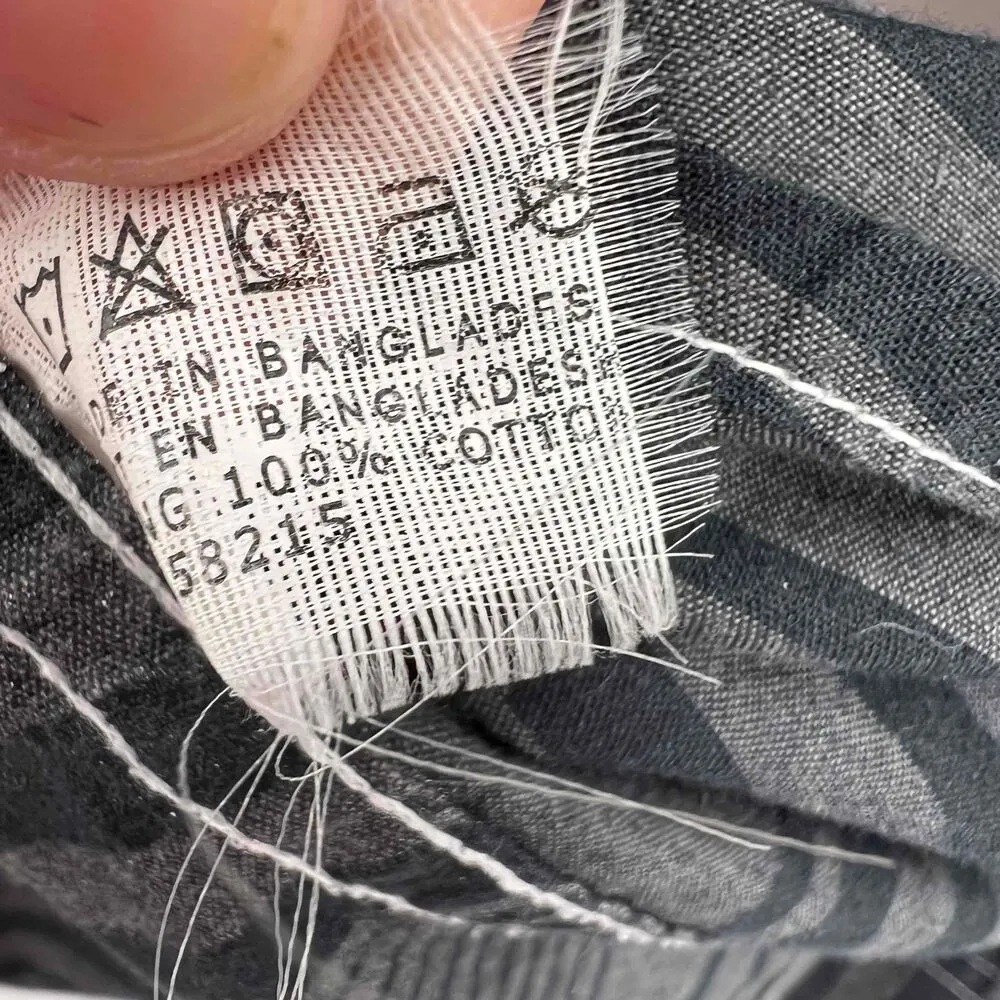 E IN BANGLADES
EN BANGLADES
G 100% COTTO
58215